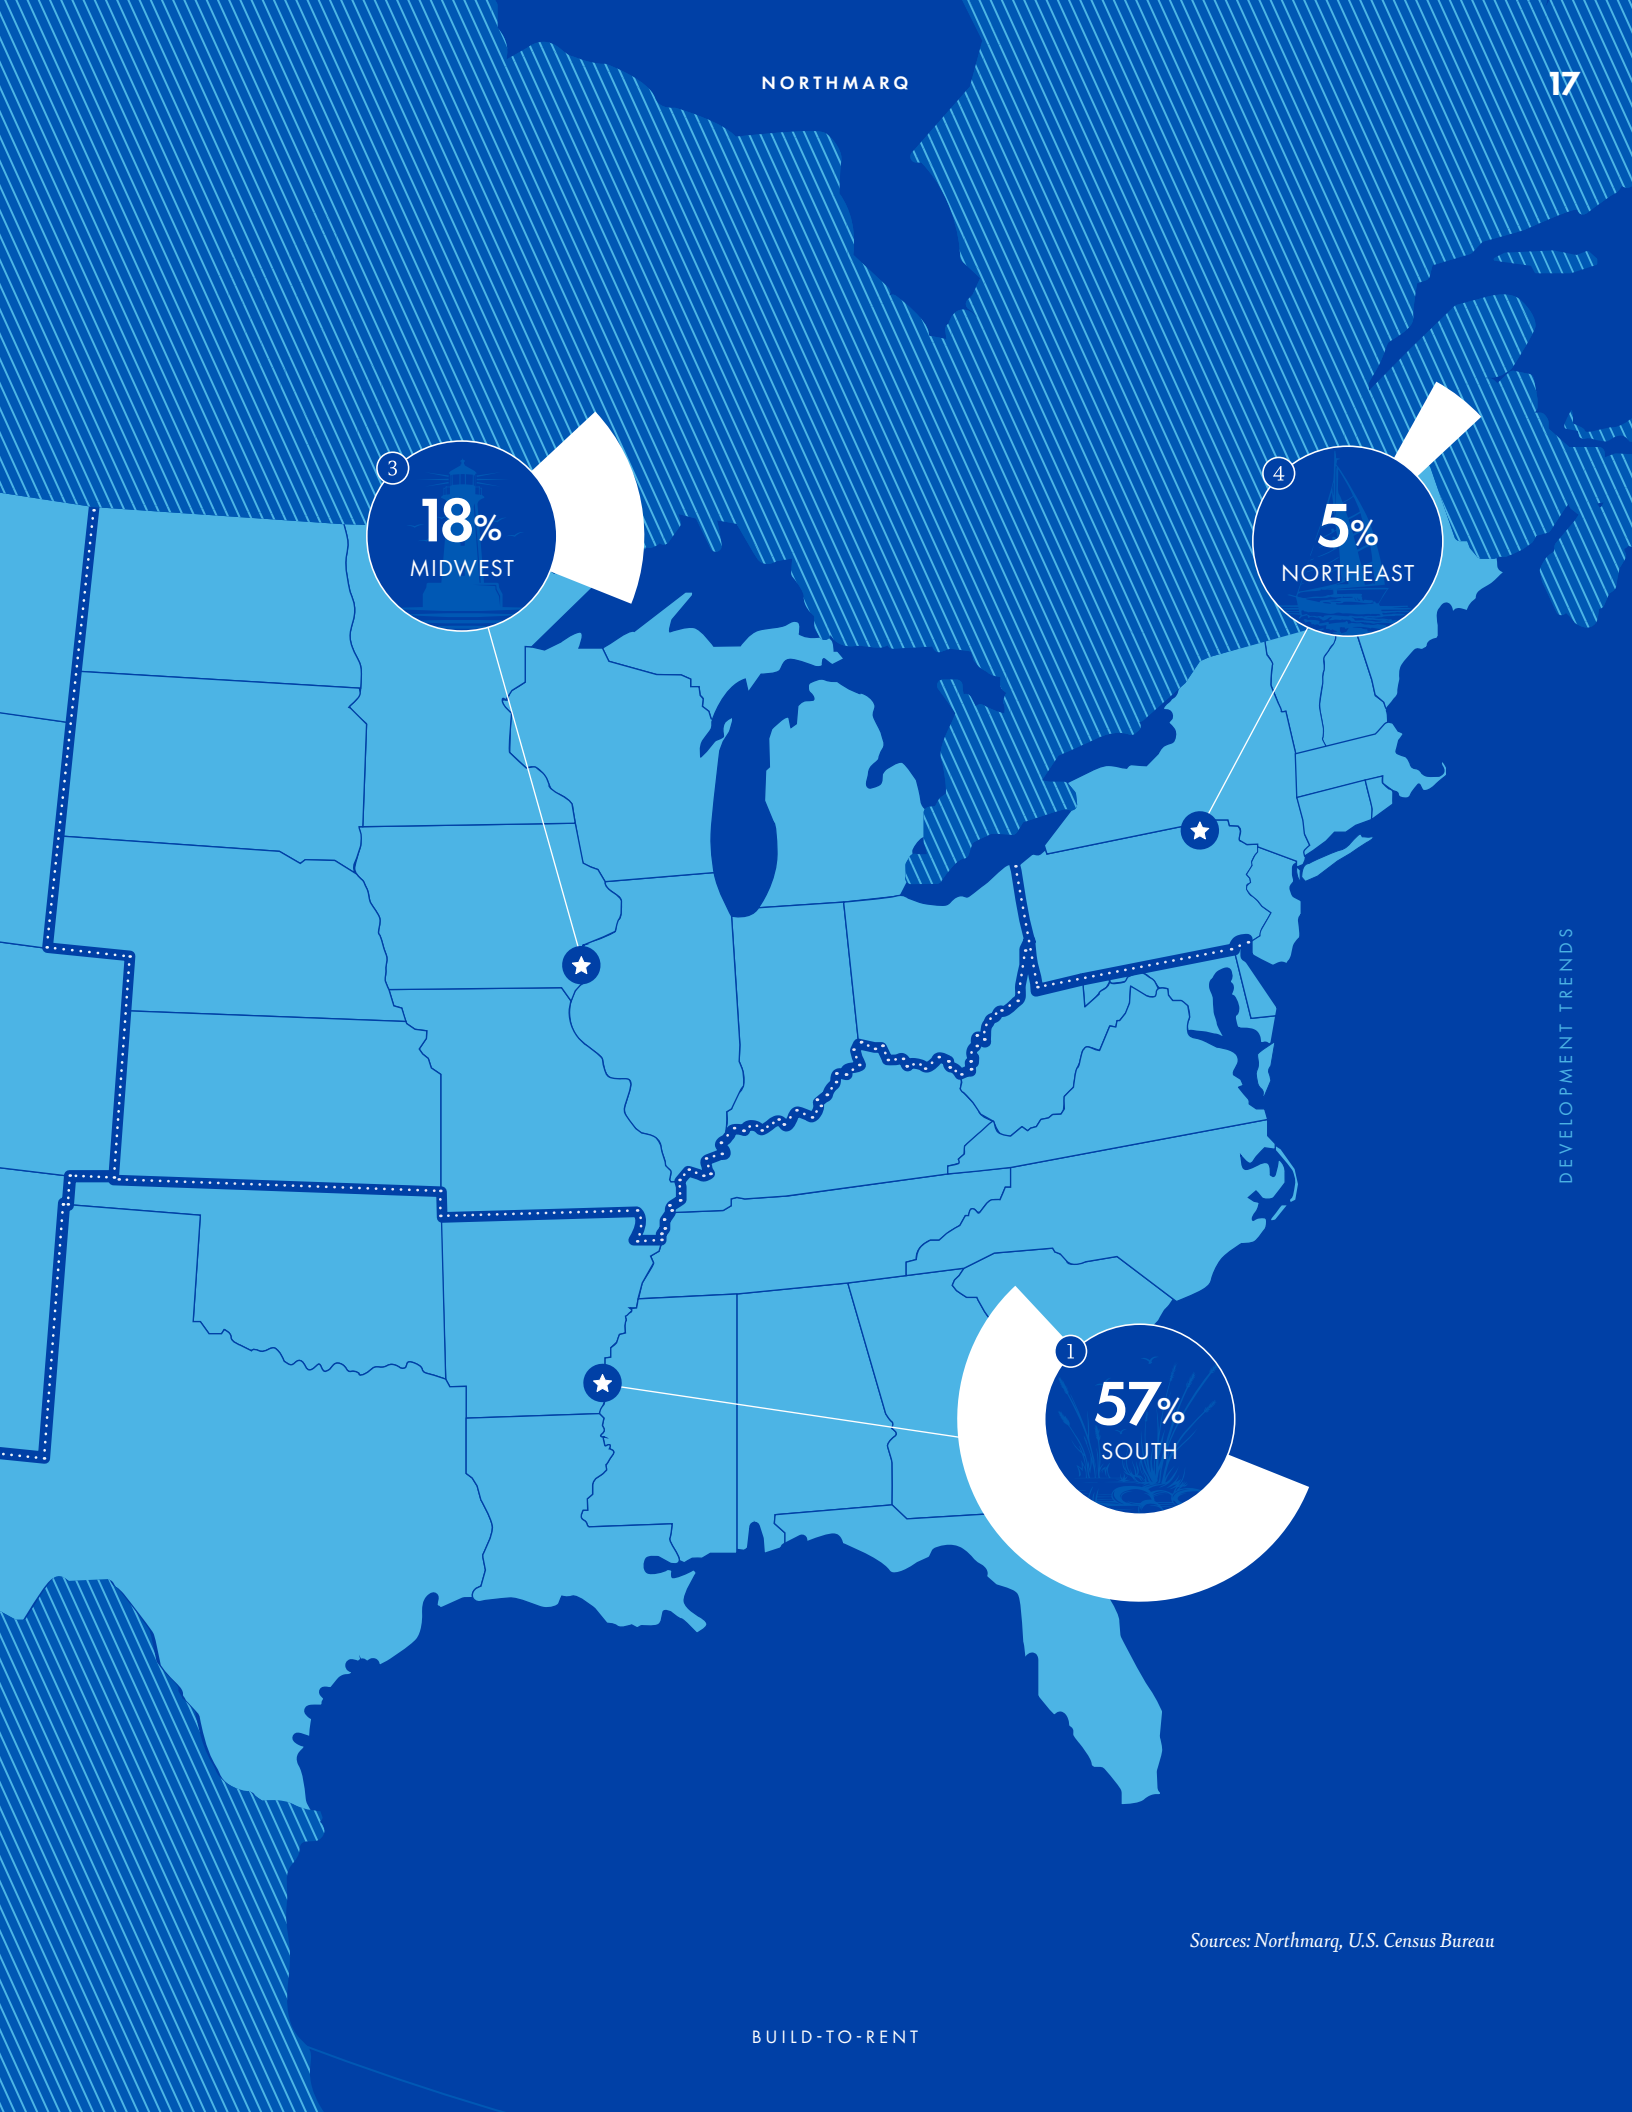 NORTHMARQ
17
3
18%
MIDWEST
4
5%
NORTHEAST
DEVELOPMENT TRENDS
1
57%
SOUTH
Sources: Northmarq, U.S. Census Bureau
BUILD-TO-RENT